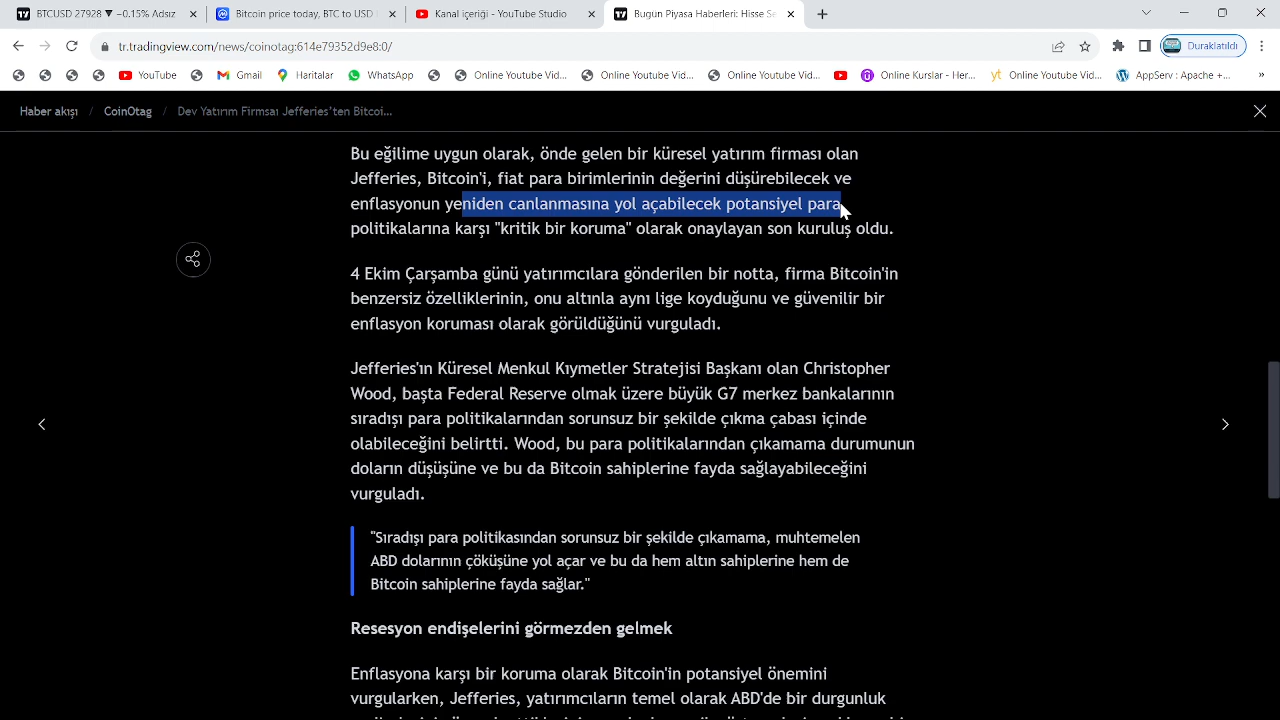 BTCUSD 27928 ▼ −0.15% Adsız
Bitcoin price today, BTC to USD l
Kanal içeriği - YouTube Studio
Bugün Piyasa Haberleri: Hisse Se
tr.tradingview.com/news/coinotag:614e79352d9e8:0/
Duraklatıldı
YouTube
Gmail
Haritalar
WhatsApp
Online Youtube Vid...
Online Youtube Vid...
Online Youtube Vid...
Online Kurslar - Her...
Online Youtube Vid...
AppServ : Apache +...
»
Haber akışı / CoinOtag / Dev Yatırım Firmsaı Jefferies'ten Bitcoi...
Bu eğilime uygun olarak, önde gelen bir küresel yatırım firması olan
Jefferies, Bitcoin'i, fiat para birimlerinin değerini düşürebilecek ve
enflasyonun yeniden canlanmasına yol açabilecek potansiyel para
politikalarına karşı "kritik bir koruma" olarak onaylayan son kuruluş oldu.
4 Ekim Çarşamba günü yatırımcılara gönderilen bir notta, firma Bitcoin'in
benzersiz özelliklerinin, onu altınla aynı lige koyduğunu ve güvenilir bir
enflasyon koruması olarak görüldüğünü vurguladı.
Jefferies'ın Küresel Menkul Kıymetler Stratejisi Başkanı olan Christopher
Wood, başta Federal Reserve olmak üzere büyük G7 merkez bankalarının
sıradışı para politikalarından sorunsuz bir şekilde çıkma çabası içinde
olabileceğini belirtti. Wood, bu para politikalarından çıkamama durumunun
doların düşüşüne ve bu da Bitcoin sahiplerine fayda sağlayabileceğini
vurguladı.
"Sıradışı para politikasından sorunsuz bir şekilde çıkamama, muhtemelen
ABD dolarının çöküşüne yol açar ve bu da hem altın sahiplerine hem de
Bitcoin sahiplerine fayda sağlar."
Resesyon endişelerini görmezden gelmek
Enflasyona karşı bir koruma olarak Bitcoin'in potansiyel önemini
vurgularken, Jefferies, yatırımcıların temel olarak ABD'de bir durgunluk